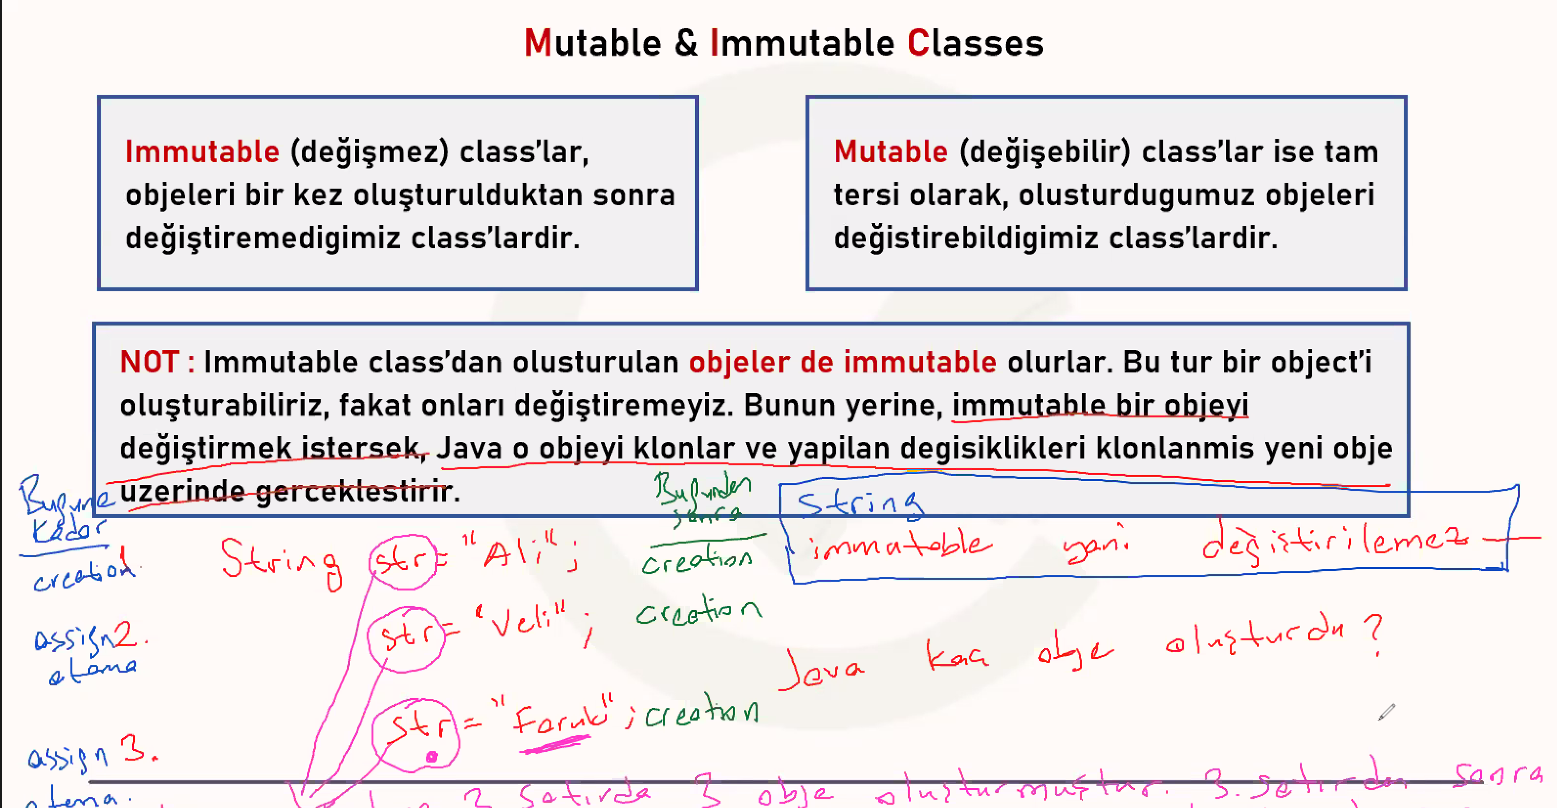 Mutable & Immutable Classes
Immutable (değişmez) class'lar,
objeleri bir kez oluşturulduktan sonra
değiştiremedigimiz class'lardir.
Mutable (değişebilir) class'lar ise tam
tersi olarak, olusturdugumuz objeleri
değistirebildigimiz class'lardir.
NOT : Immutable class'dan olusturulan objeler de immutable olurlar. Bu tur bir object'i
oluşturabiliriz, fakat onları değiştiremeyiz. Bunun yerine, immutable bir objeyi
değiştirmek istersek, Java o objeyi klonlar ve yapilan degisiklikleri klonlanmis yeni obje
uzerinde gerceklestirir.
Bugüne
kadar
Bugünden
sonra
String
immutable yani değiştirilemez
creation 1. String str = "Ali"; creation
assign 2. str = "Veli"; creation
atama
Java kaç obje oluşturdu?
assign 3. str = "Faruk"; creation
atama.
3 satırda 3 obje oluşturmuştur. 3. satırdan sonra